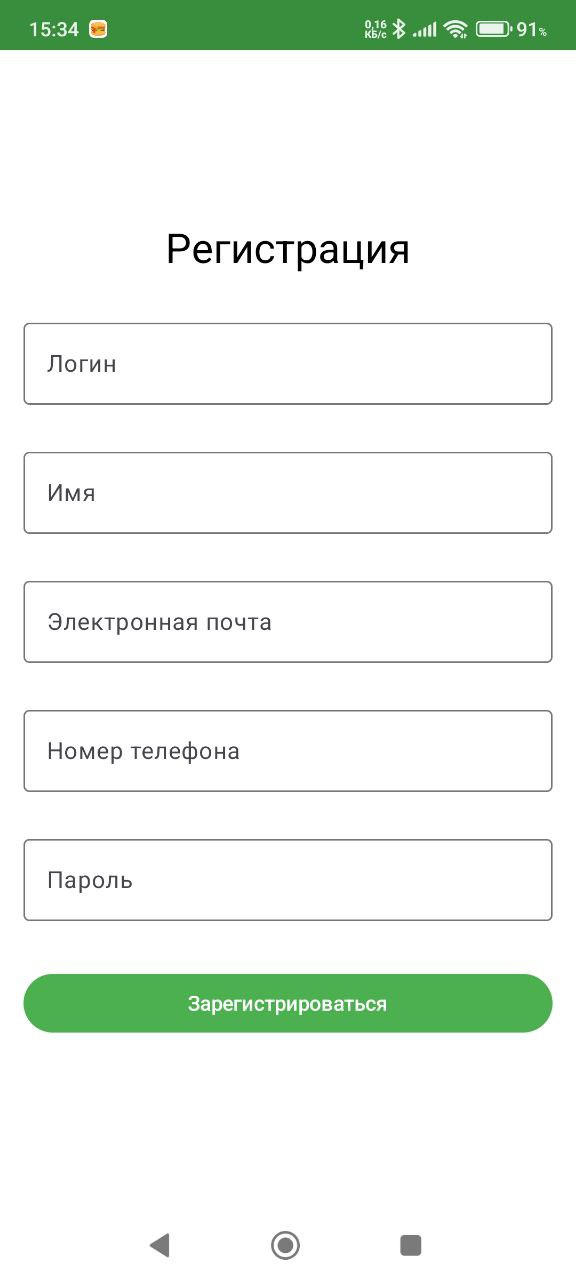 15:34 0,16 КБ/с 91%
Регистрация
Логин
Имя
Электронная почта
Номер телефона
Пароль
Зарегистрироваться